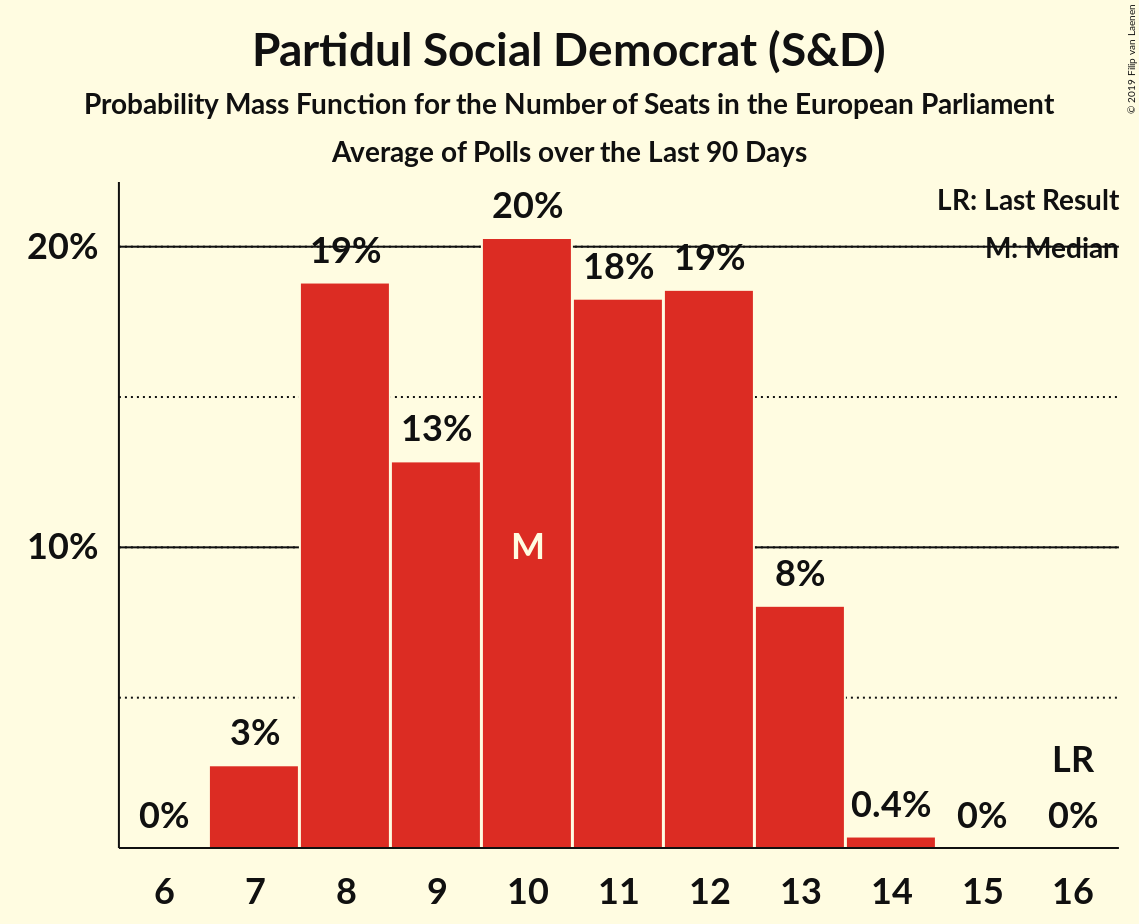 Partidul Social Democrat (S&D)
Probability Mass Function for the Number of Seats in the European Parliament
Average of Polls over the Last 90 Days
© 2019 Filip van Laenen
LR: Last Result
M: Median
20%
10%
0%
3%
19%
13%
20%
M
18%
19%
8%
0.4%
0%
LR
0%
6 7 8 9 10 11 12 13 14 15 16